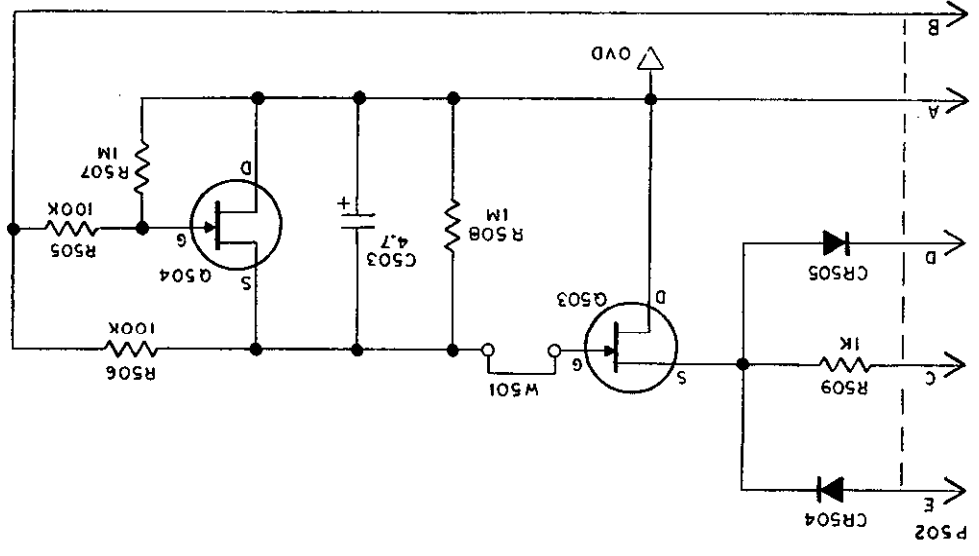 P502
E
CR504
C
R509
1K
D
CR505
S
G
D
Q503
W501
R506
100K
R508
1M
C503
4.7
+
S
Q504
G
D
R505
100K
R507
1M
A
OVD
B